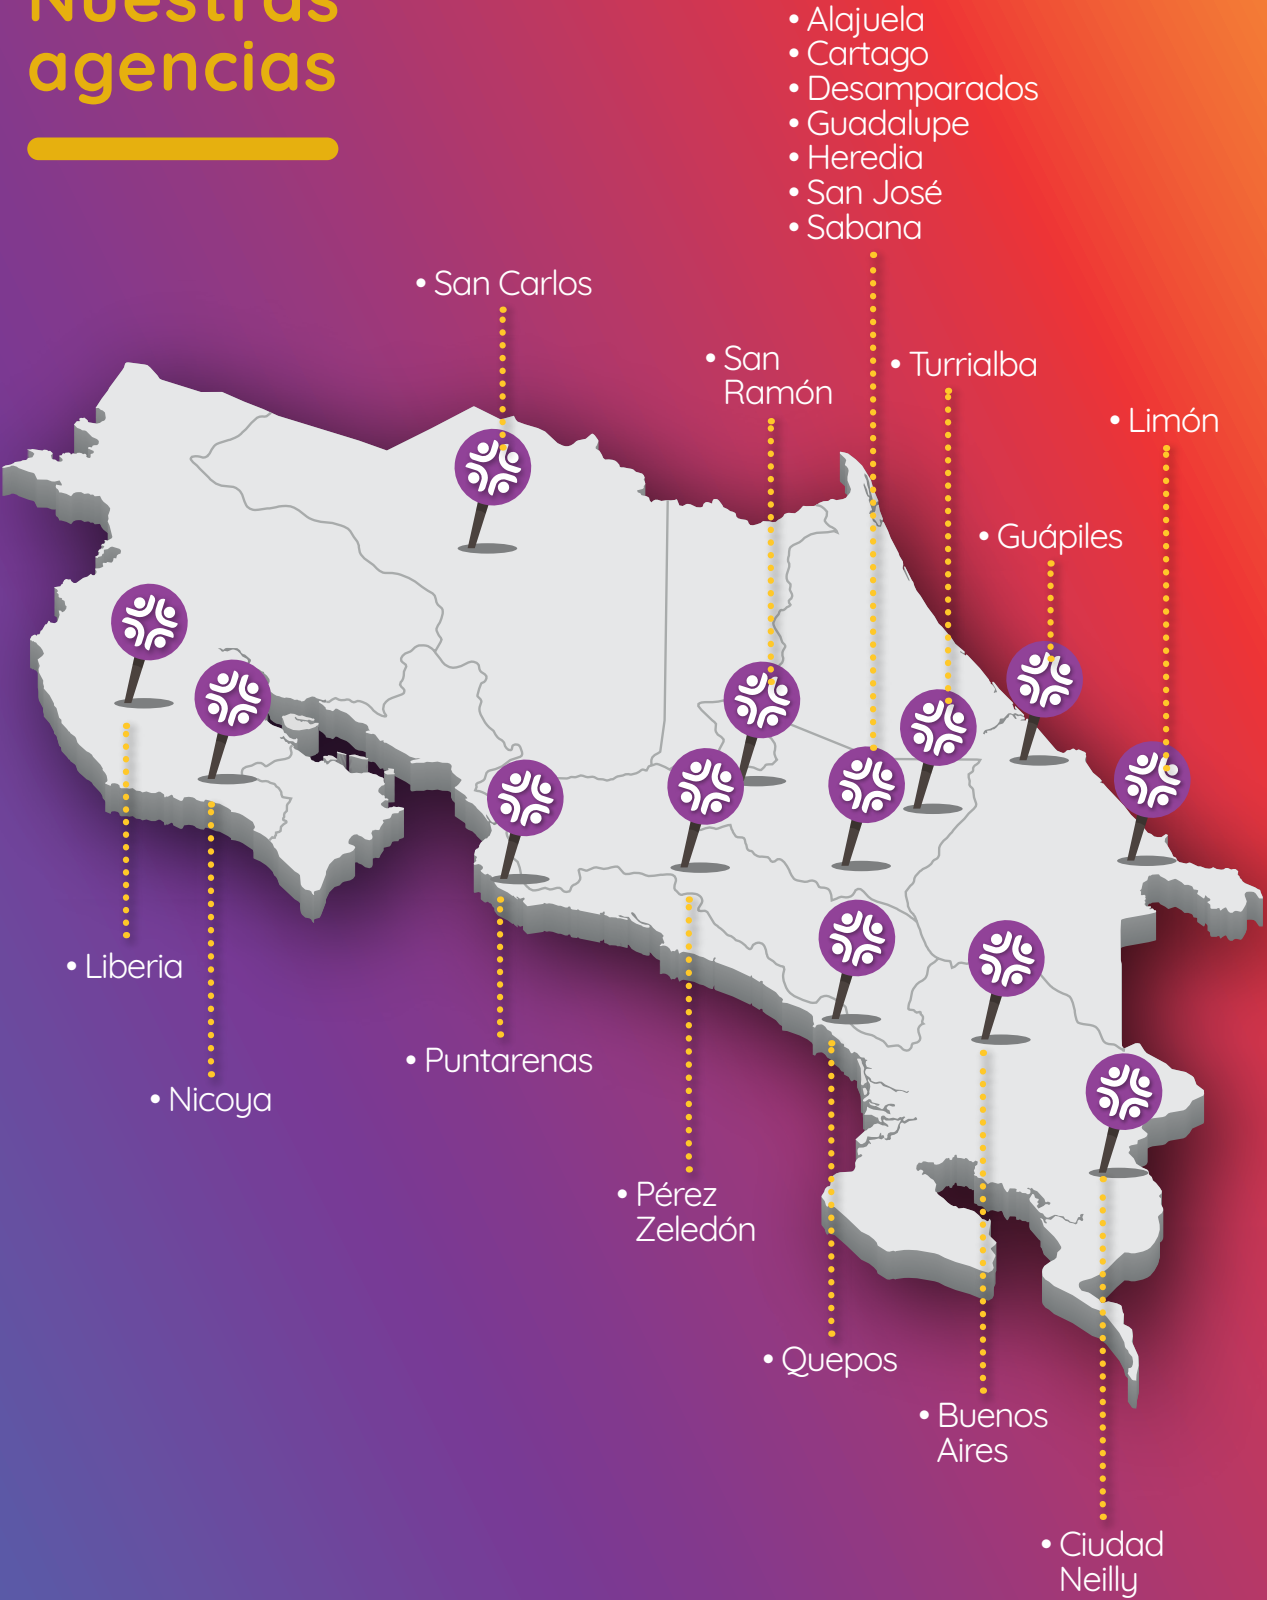 Nuestras
agencias
• Alajuela
• Cartago
• Desamparados
• Guadalupe
• Heredia
• San José
• Sabana
• San Carlos
• San
Ramón
• Turrialba
• Limón
• Guápiles
• Liberia
• Nicoya
• Puntarenas
• Pérez
Zeledón
• Quepos
• Buenos
Aires
• Ciudad
Neilly